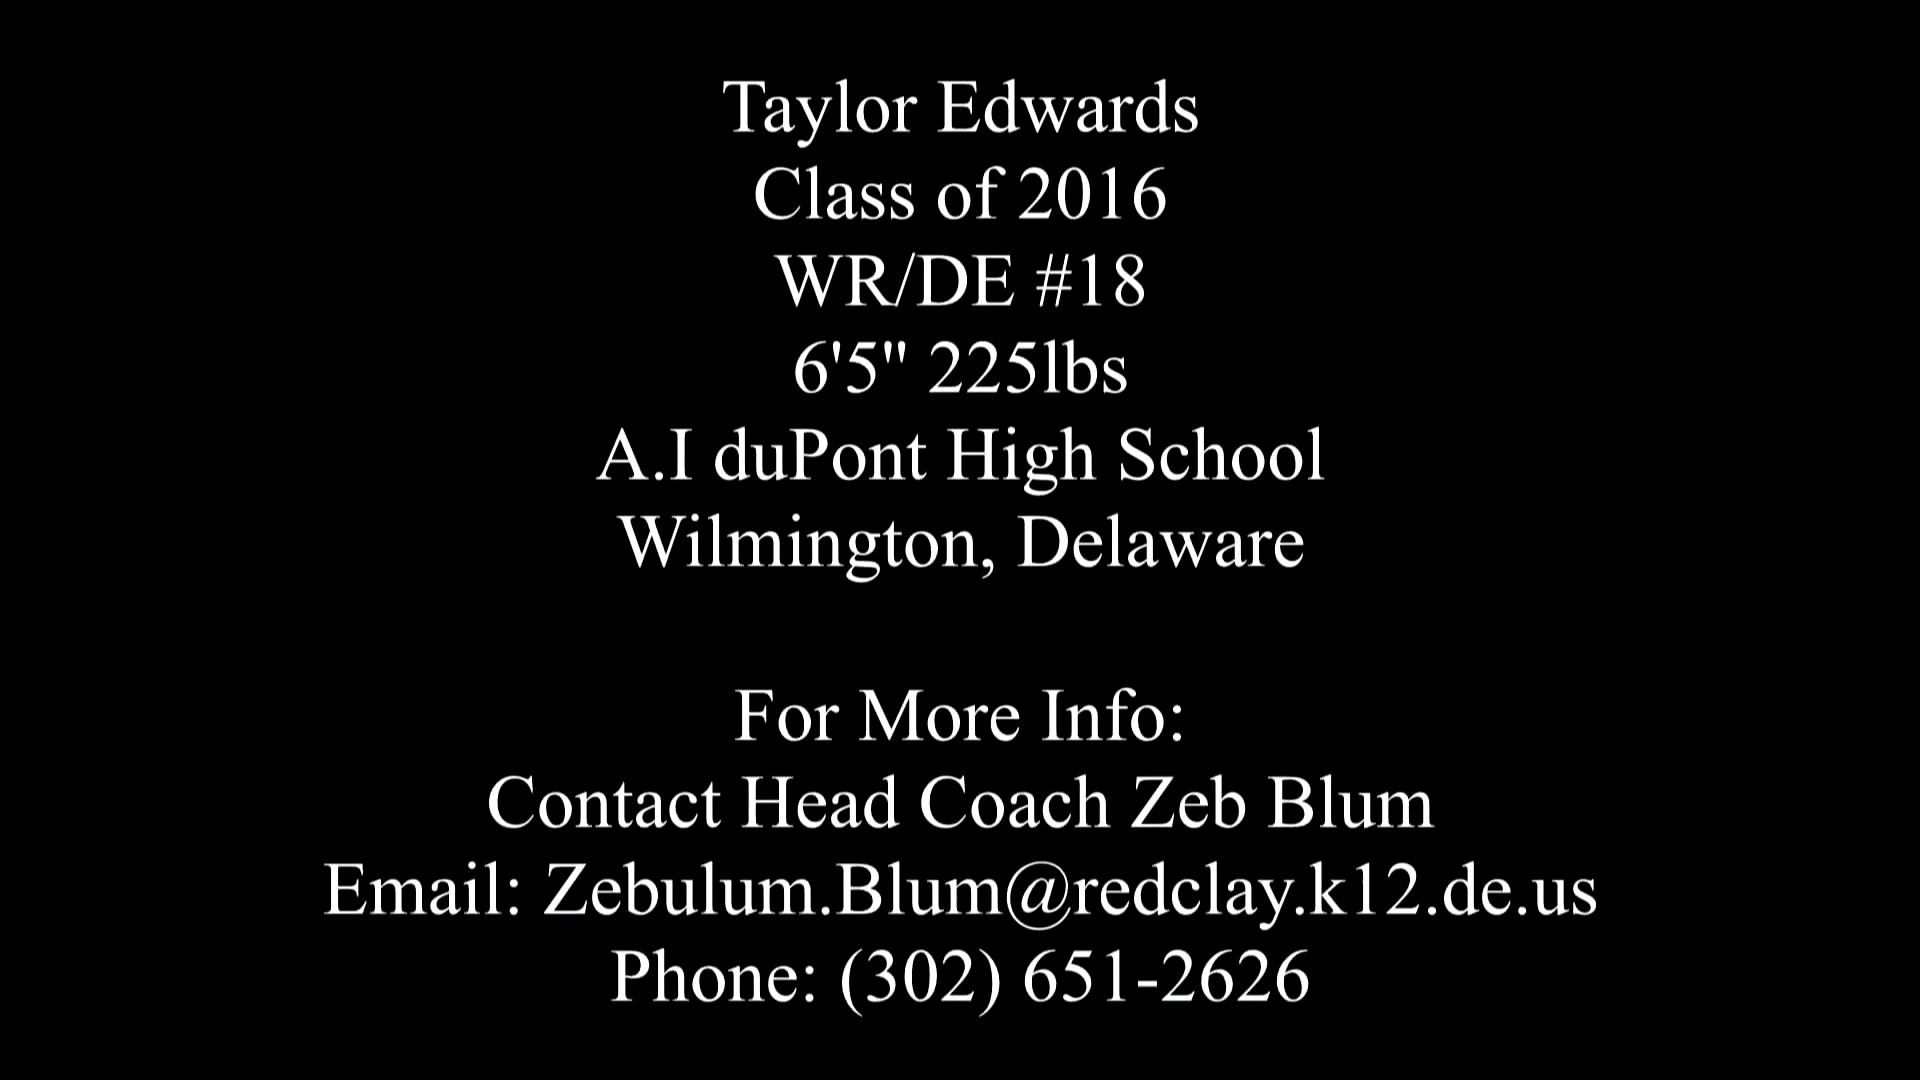 Taylor Edwards
Class of 2016
WR/DE #18
6'5" 225lbs
A.I duPont High School
Wilmington, Delaware
For More Info:
Contact Head Coach Zeb Blum
Email: Zebulum.Blum@redclay.k12.de.us
Phone: (302) 651-2626